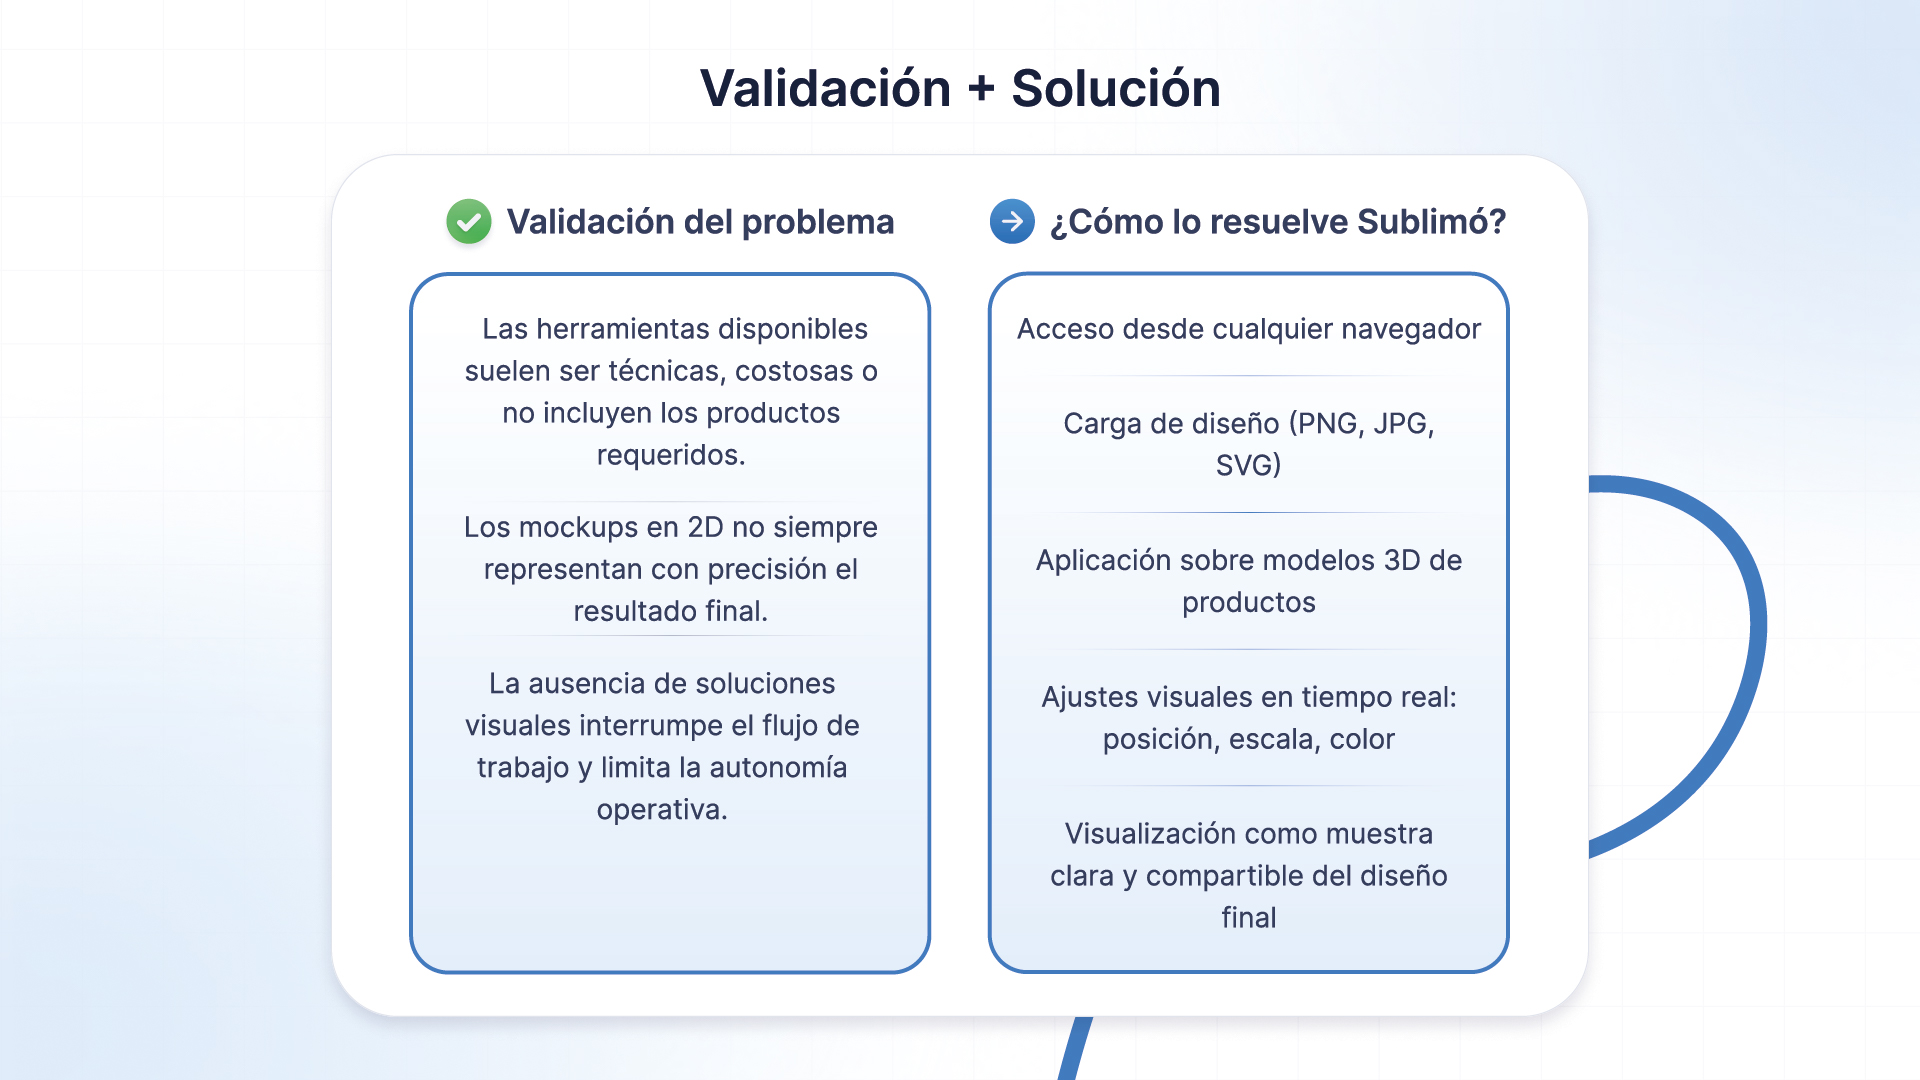 Validación + Solución
Validación del problema
Las herramientas disponibles
suelen ser técnicas, costosas o
no incluyen los productos
requeridos.
Los mockups en 2D no siempre
representan con precisión el
resultado final.
La ausencia de soluciones
visuales interrumpe el flujo de
trabajo y limita la autonomía
operativa.
¿Cómo lo resuelve Sublimó?
Acceso desde cualquier navegador
Carga de diseño (PNG, JPG,
SVG)
Aplicación sobre modelos 3D de
productos
Ajustes visuales en tiempo real:
posición, escala, color
Visualización como muestra
clara y compartible del diseño
final